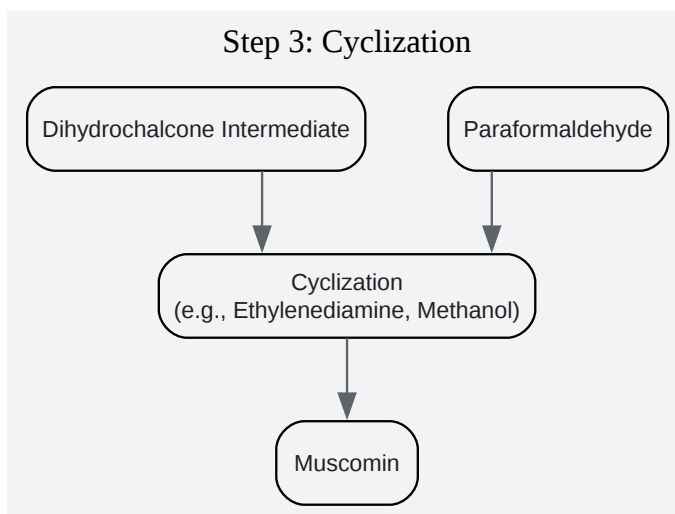 Step 3: Cyclization
Dihydrochalcone Intermediate
Paraformaldehyde
Cyclization
(e.g., Ethylenediamine, Methanol)
Muscomin